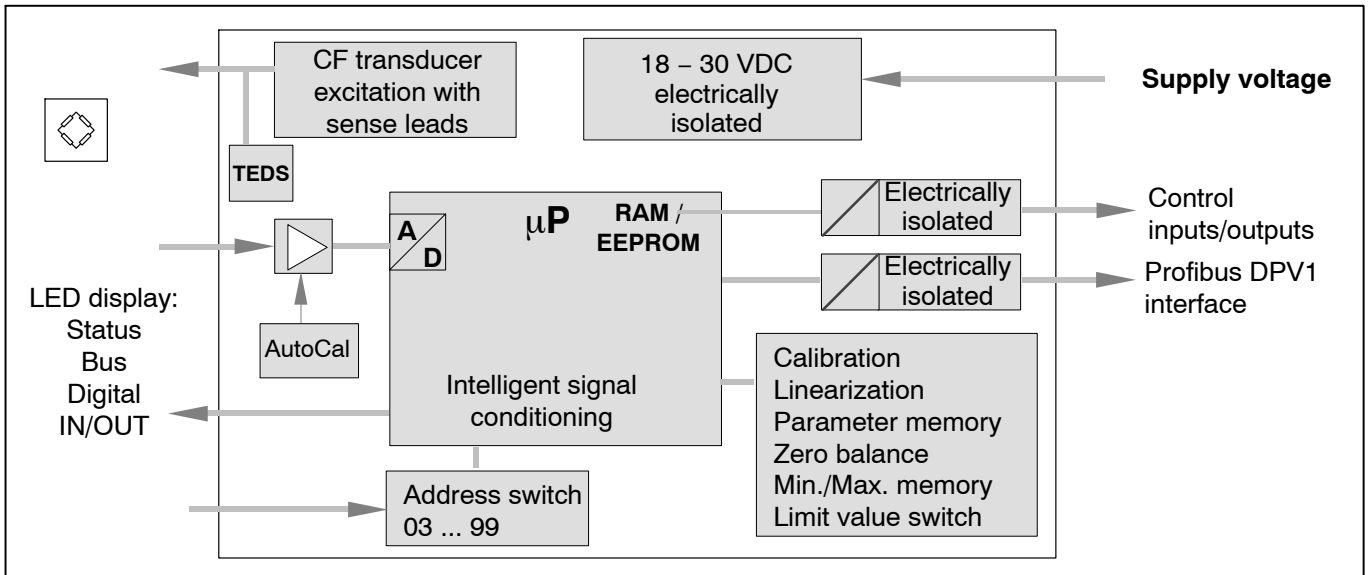 CF transducer
excitation with
sense leads
18 – 30 VDC
electrically
isolated
Supply voltage
TEDS
A
D
μP
RAM /
EEPROM
Electrically
isolated
Control
inputs/outputs
Electrically
isolated
Profibus DPV1
interface
LED display:
Status
Bus
Digital
IN/OUT
AutoCal
Intelligent signal
conditioning
Calibration
Linearization
Parameter memory
Zero balance
Min./Max. memory
Limit value switch
Address switch
03 ... 99